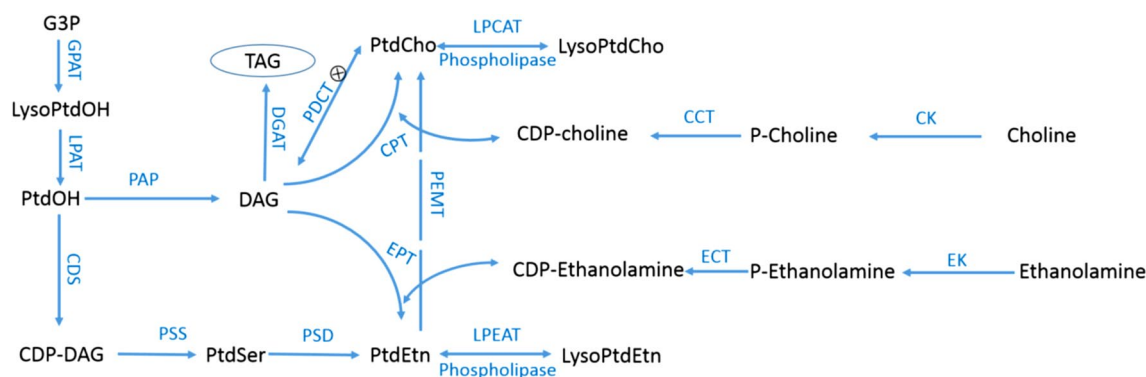 G3P
GPAT
LysoPtdOH
LPAT
PtdOH
PAP
CDS
CDP-DAG
PSS
PtdSer
PSD
PtdEtn
LPEAT
Phospholipase
LysoPtdEtn
TAG
DGAT
DAG
PDCT
CPT
EPT
PEMT
PtdCho
LPCAT
Phospholipase
LysoPtdCho
CDP-choline
CCT
P-Choline
CK
Choline
CDP-Ethanolamine
ECT
P-Ethanolamine
EK
Ethanolamine